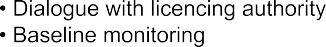 • Dialogue with licencing authority
• Baseline monitoring